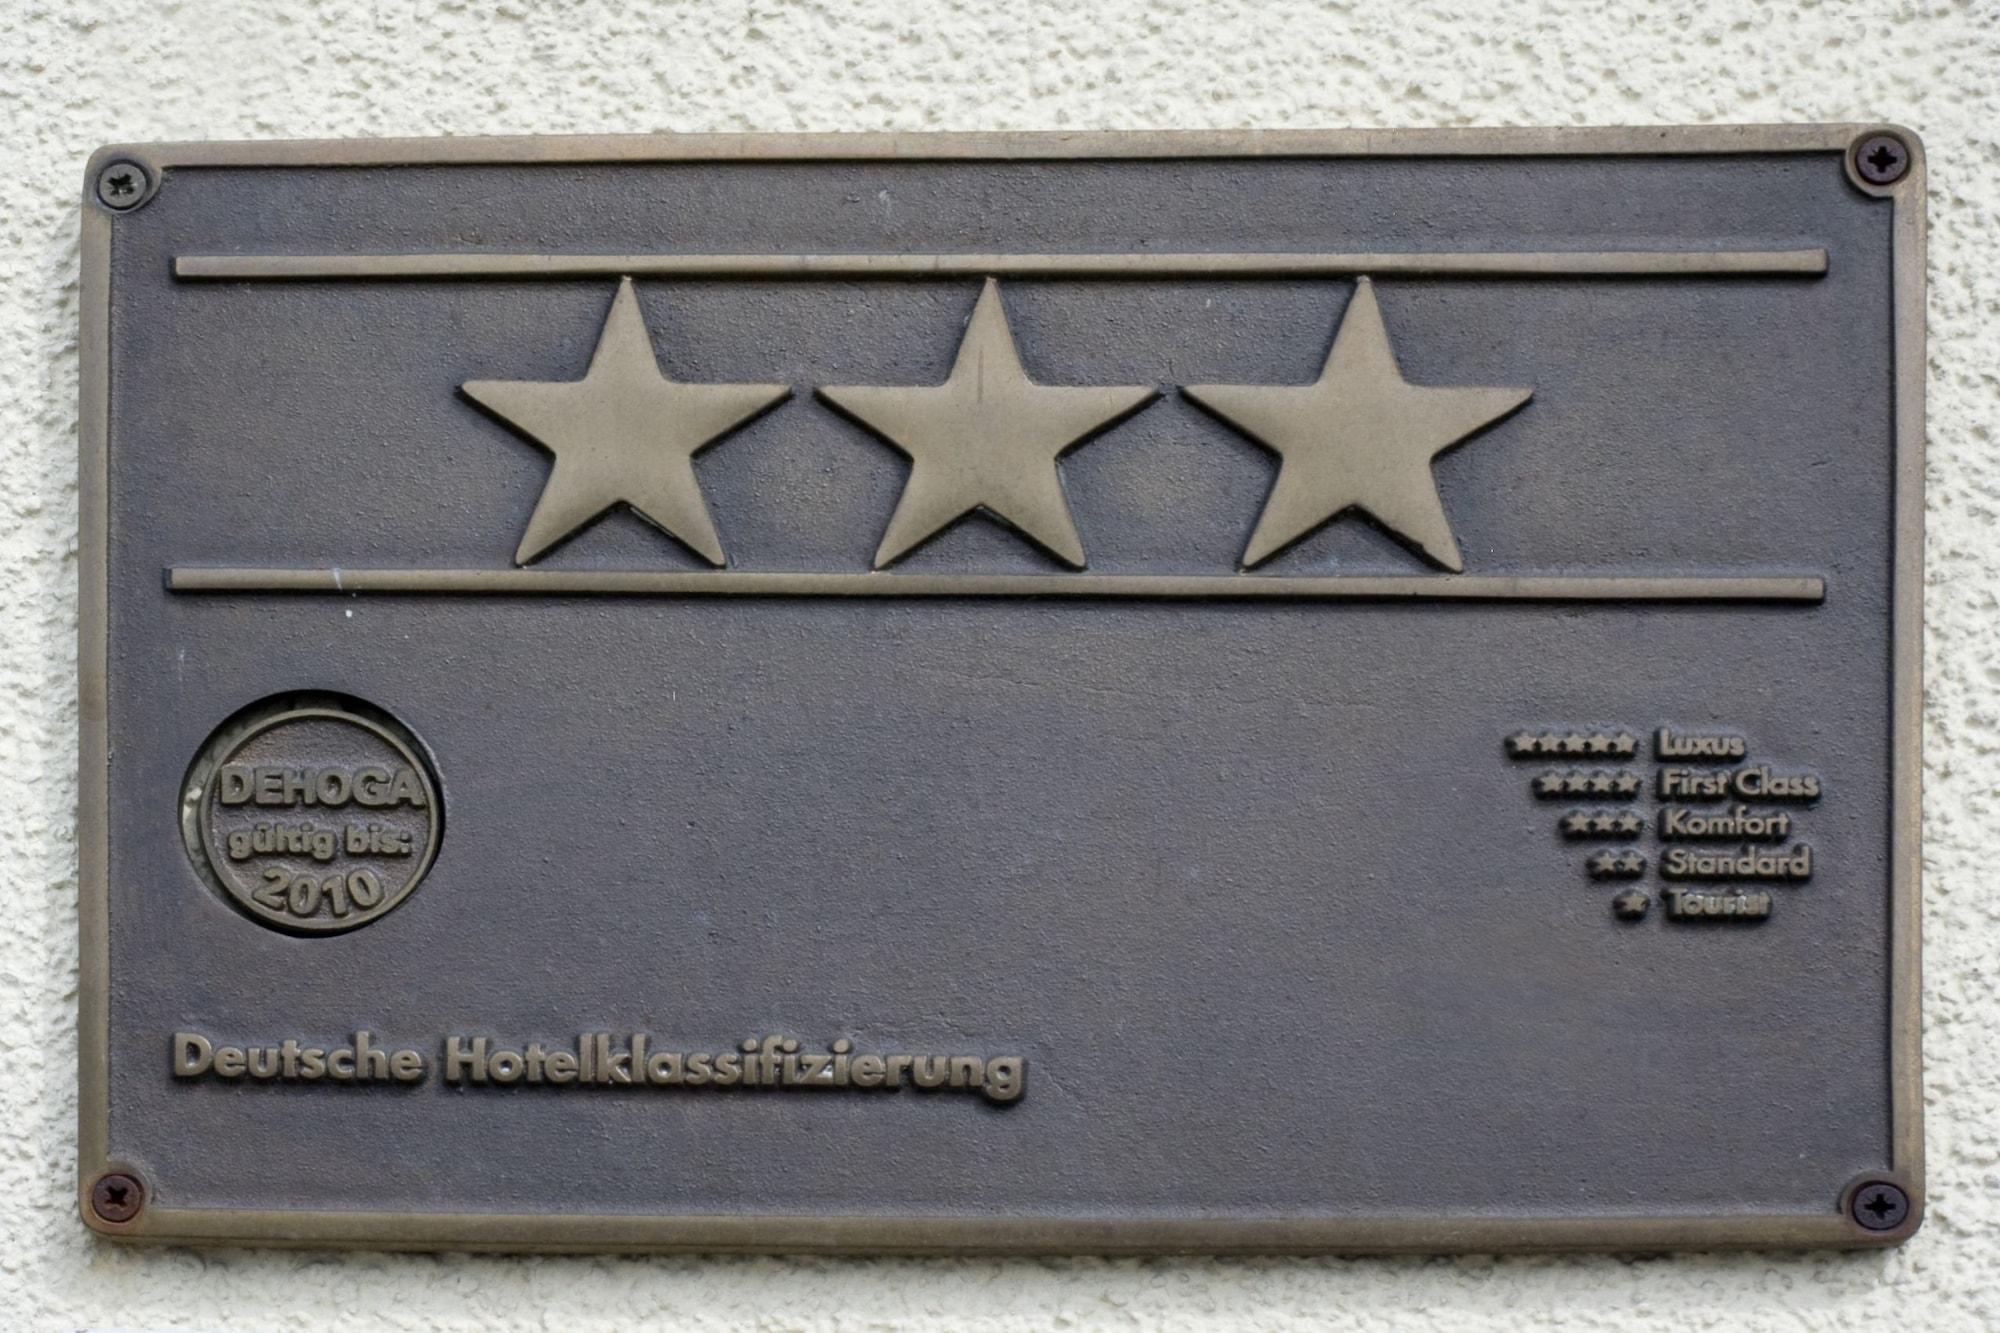 DEHOGA
gültig bis:
2010
★★★★★ Luxus
★★★★ First Class
★★★ Komfort
★★ Standard
★ Tourist
Deutsche Hotelklassifizierung